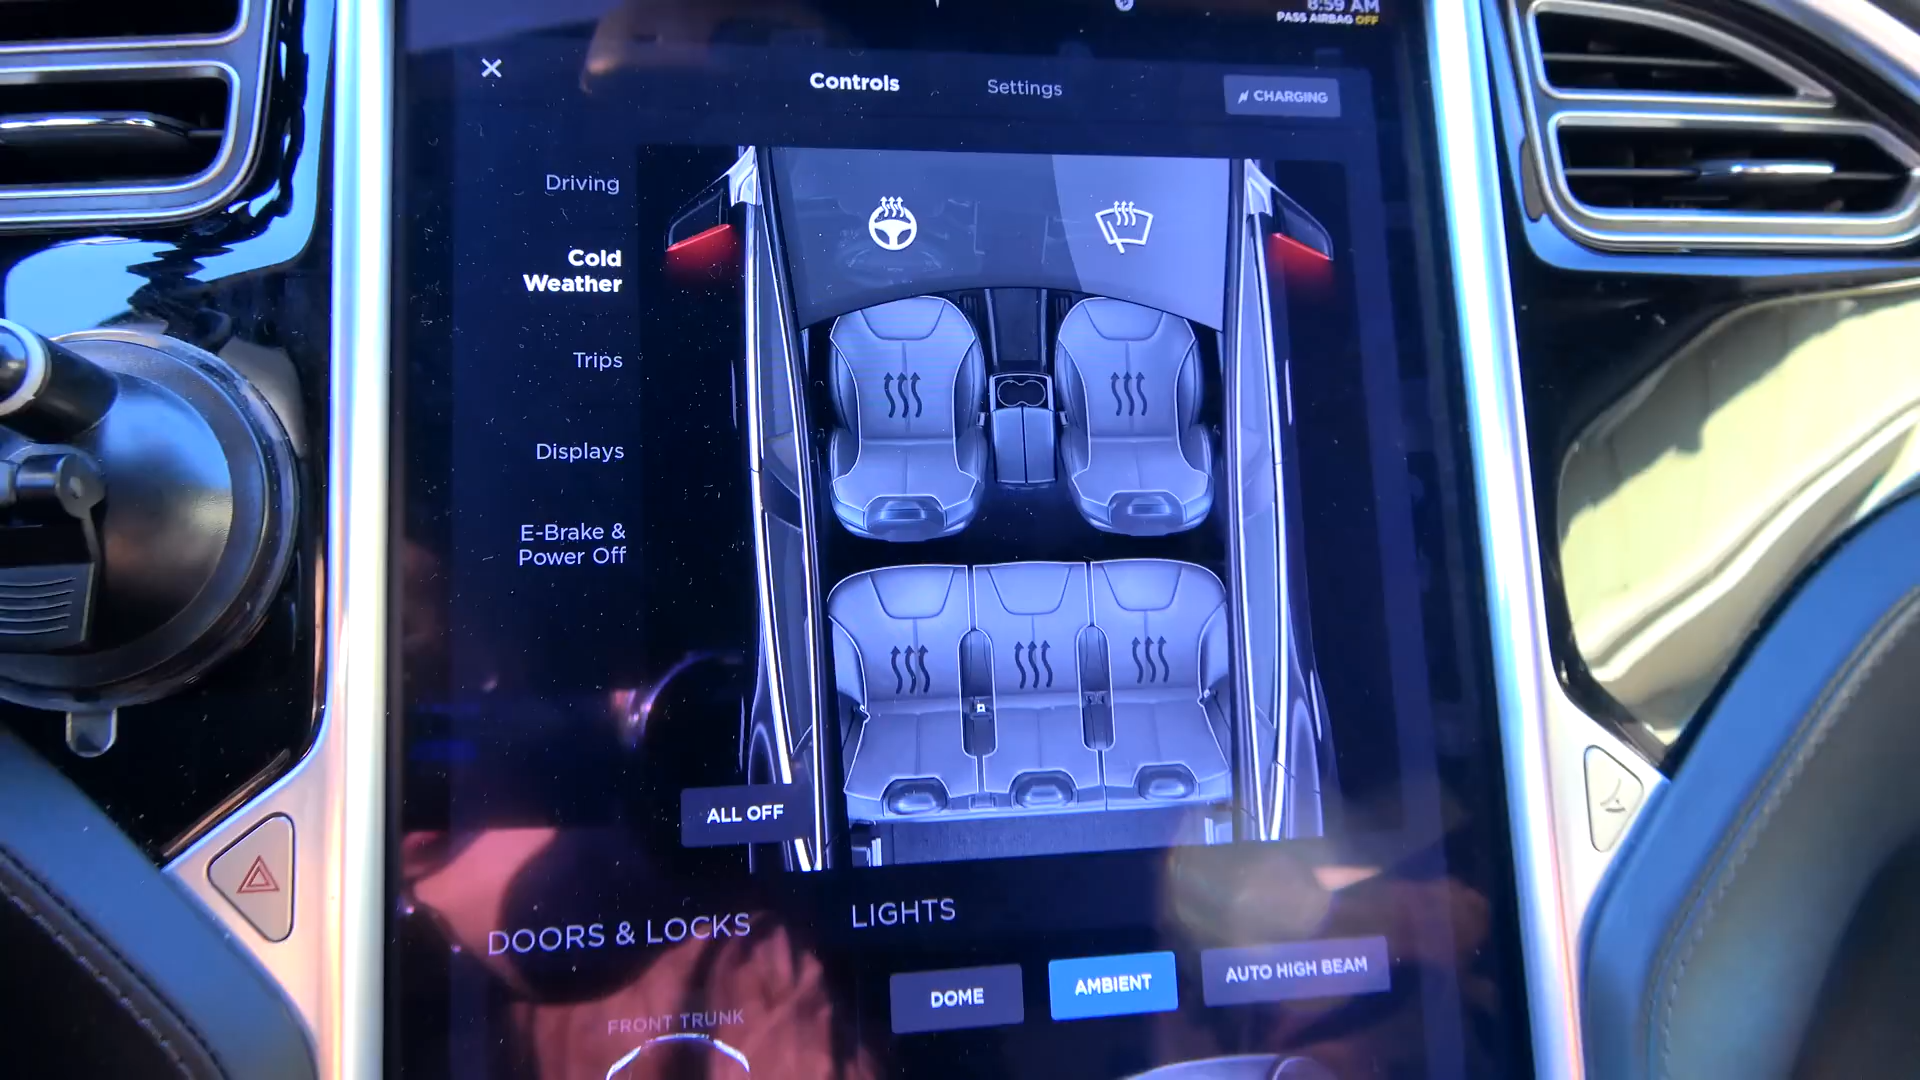 8:59 AM
PASS AIRBAG OFF
Controls
Settings
CHARGING
Driving
Cold
Weather
Trips
Displays
E-Brake &
Power Off
ALL OFF
DOORS & LOCKS
LIGHTS
DOME
AMBIENT
AUTO HIGH BEAM
FRONT TRUNK